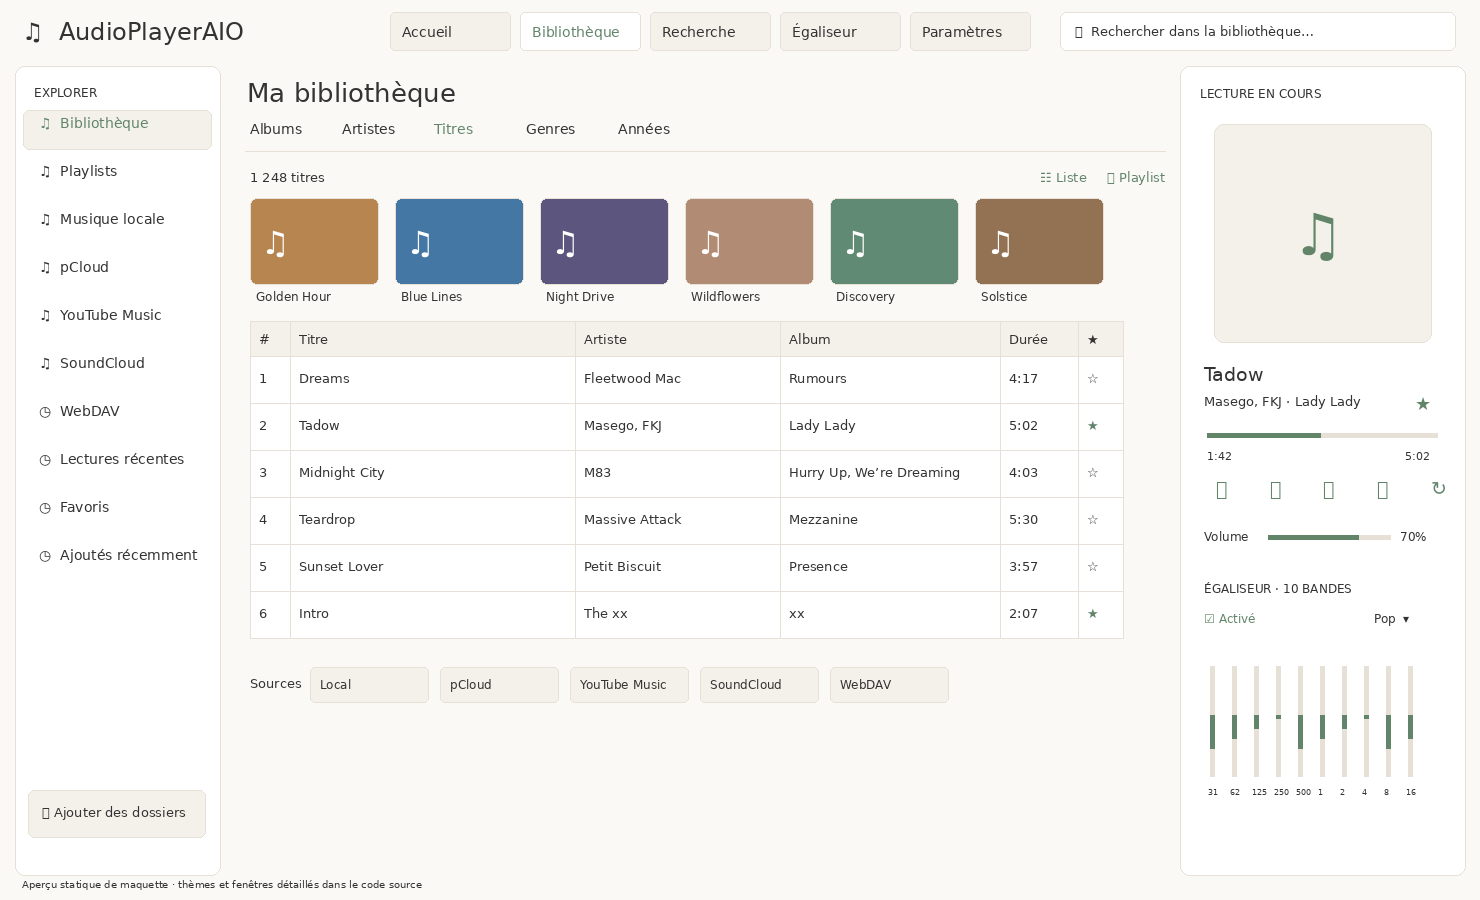 ♫ AudioPlayerAIO
Accueil
Bibliothèque
Recherche
Égaliseur
Paramètres
Rechercher dans la bibliothèque…
EXPLORER
♫ Bibliothèque
♫ Playlists
♫ Musique locale
♫ pCloud
♫ YouTube Music
♫ SoundCloud
◷ WebDAV
◷ Lectures récentes
◷ Favoris
◷ Ajoutés récemment
Ajouter des dossiers
Ma bibliothèque
Albums Artistes Titres Genres Années
1 248 titres
☷ Liste
Playlist
Golden Hour
Blue Lines
Night Drive
Wildflowers
Discovery
Solstice
# Titre Artiste Album Durée ★
1 Dreams Fleetwood Mac Rumours 4:17 ☆
2 Tadow Masego, FKJ Lady Lady 5:02 ★
3 Midnight City M83 Hurry Up, We’re Dreaming 4:03 ☆
4 Teardrop Massive Attack Mezzanine 5:30 ☆
5 Sunset Lover Petit Biscuit Presence 3:57 ☆
6 Intro The xx xx 2:07 ★
Sources Local pCloud YouTube Music SoundCloud WebDAV
LECTURE EN COURS
Tadow
Masego, FKJ · Lady Lady ★
1:42 5:02
↻
Volume 70%
ÉGALISEUR · 10 BANDES
☑ Activé Pop ▾
31 62 125 250 500 1 2 4 8 16
Aperçu statique de maquette · thèmes et fenêtres détaillés dans le code source